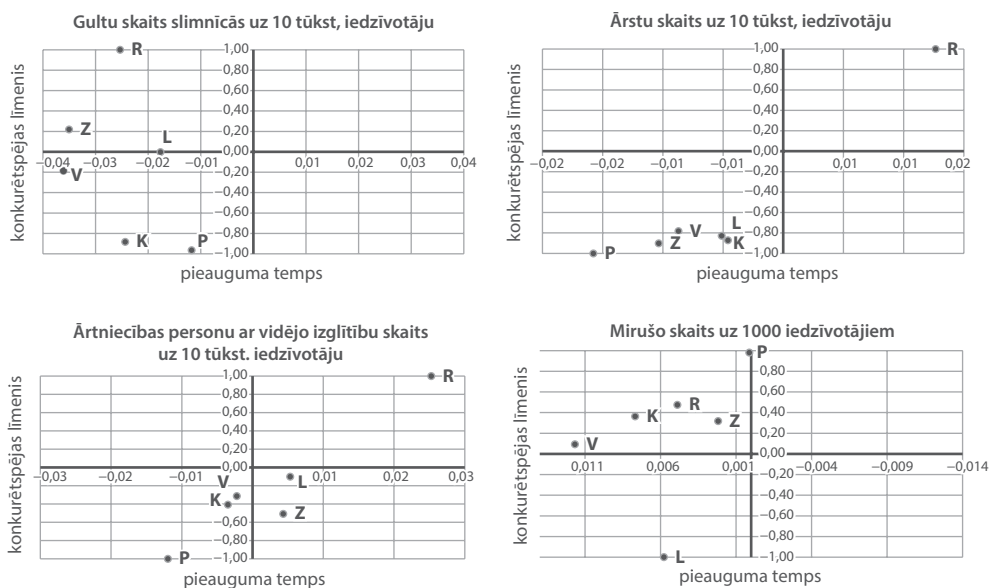 Gultu skaits slimnīcās uz 10 tūkst, iedzīvotāju
konkurētspējas līmenis
R
1,00
0,80
0,60
0,40
Z
0,20
L
0,00
−0,04 −0,03 −0,02 −0,01 0,01 0,02 0,03 0,04
V
−0,20
−0,40
−0,60
K
−0,80
P
−1,00
pieauguma temps
Ārstu skaits uz 10 tūkst, iedzīvotāju
konkurētspējas līmenis
1,00
R
0,80
0,60
0,40
0,20
0,00
−0,02 −0,02 −0,01 −0,01 0,01 0,01 0,02
−0,20
−0,40
−0,60
L
V
−0,80
Z
K
P
−1,00
pieauguma temps
Ārtniecības personu ar vidējo izglītību skaits
uz 10 tūkst. iedzīvotāju
konkurētspējas līmenis
1,00
R
0,80
0,60
0,40
0,20
0,00
−0,03 −0,02 −0,01 0,01 0,02 0,03
V
L
K
Z
−0,60
−0,80
P
−1,00
pieauguma temps
Mirušo skaits uz 1000 iedzīvotājiem
konkurētspējas līmenis
P
0,80
0,60
R
K
0,40
Z
0,20
V
0,00
0,011 0,006 0,001 −0,004 −0,009 −0,014
−0,20
−0,40
−0,60
−0,80
L
−1,00
pieauguma temps